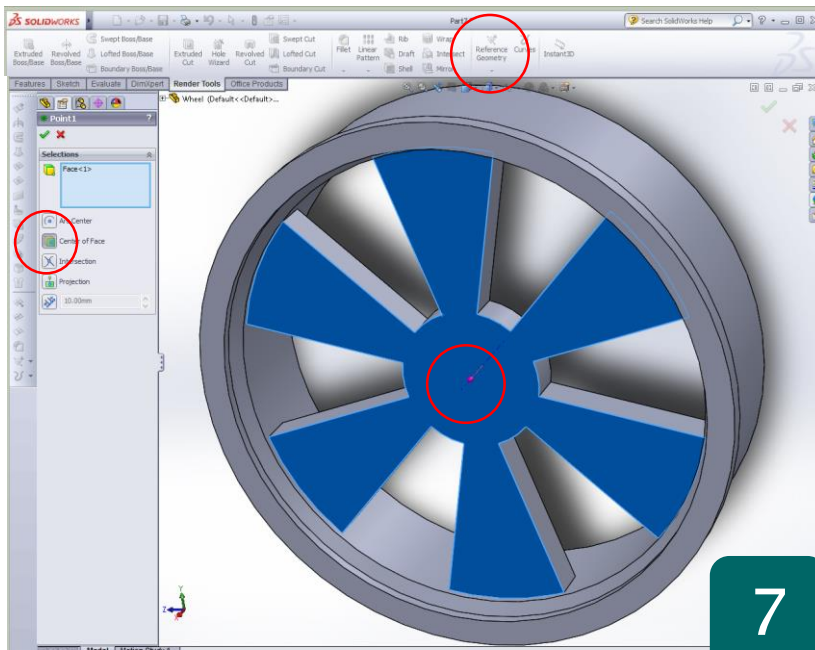 SOLIDWORKS
Part7
Search SolidWorks Help
Extruded Boss/Base
Revolved Boss/Base
Swept Boss/Base
Lofted Boss/Base
Boundary Boss/Base
Extruded Cut
Hole Wizard
Revolved Cut
Swept Cut
Lofted Cut
Boundary Cut
Fillet
Linear Pattern
Rib
Draft
Shell
Wrap
Intersect
Mirror
Reference Geometry
Curves
Instant3D
Features Sketch Evaluate DimXpert Render Tools Office Products
Wheel (Default<<Default>...
Point1 ?
Selections
Face<1>
Arc Center
Center of Face
Intersection
Projection
10.00mm
Y
Z
7
Model